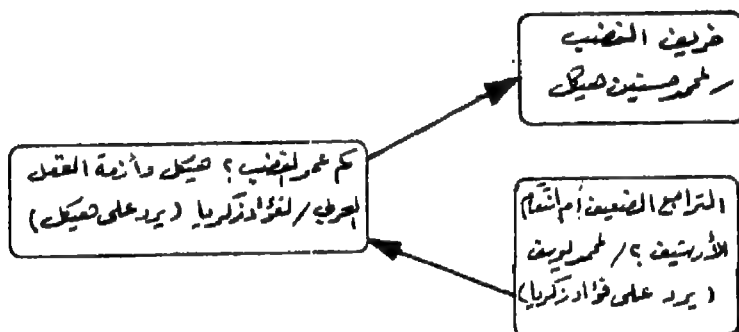 خريف الغضب
/ لمحمد حسنين هيكل
كم عمر الغضب ؟ هيكل وأزمة العقل
العربي / لفؤاد زكريا (يرد على هيكل)
التراجع الضعيف أم انتقام
الأرشيف ؟ / لمحمد يوسف
(يرد على فؤاد زكريا)